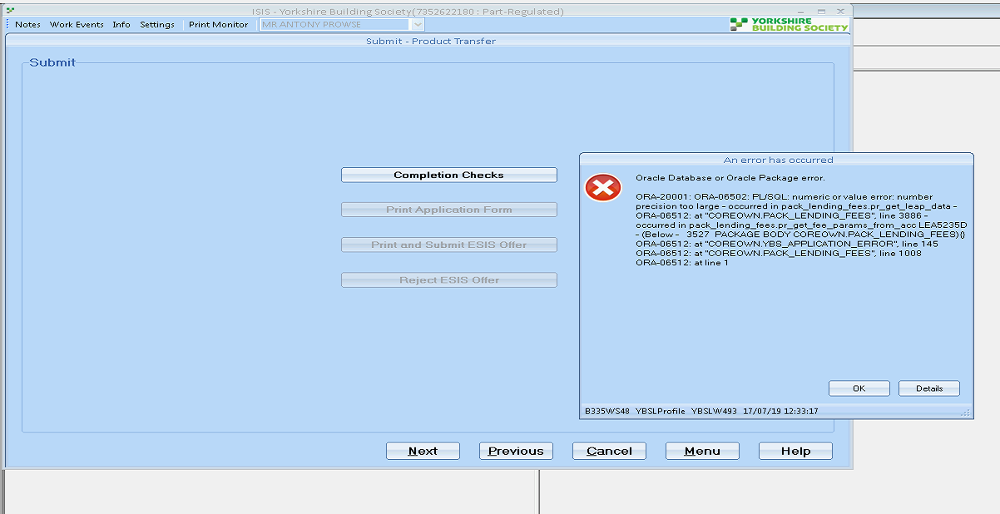 ISIS - Yorkshire Building Society(7352622180 : Part-Regulated)
Notes Work Events Info Settings Print Monitor MR ANTONY PROWSE
YORKSHIRE
BUILDING SOCIETY
Submit - Product Transfer
Submit
Completion Checks
Print Application Form
Print and Submit ESIS Offer
Reject ESIS Offer
An error has occurred
Oracle Database or Oracle Package error.
ORA-20001: ORA-06502: PL/SQL: numeric or value error: number
precision too large - occurred in pack_lending_fees.pr_get_leap_data -
ORA-06512: at "COREOWN.PACK_LENDING_FEES", line 3886 -
occurred in pack_lending_fees.pr_get_fee_params_from_acc LEA5235D
- (Below - 3527 PACKAGE BODY COREOWN.PACK_LENDING_FEES){}
ORA-06512: at "COREOWN.YBS_APPLICATION_ERROR", line 145
ORA-06512: at "COREOWN.PACK_LENDING_FEES", line 1008
ORA-06512: at line 1
OK Details
B335WS48 YBSLProfile YBSLW493 17/07/19 12:33:17
Next Previous Cancel Menu Help